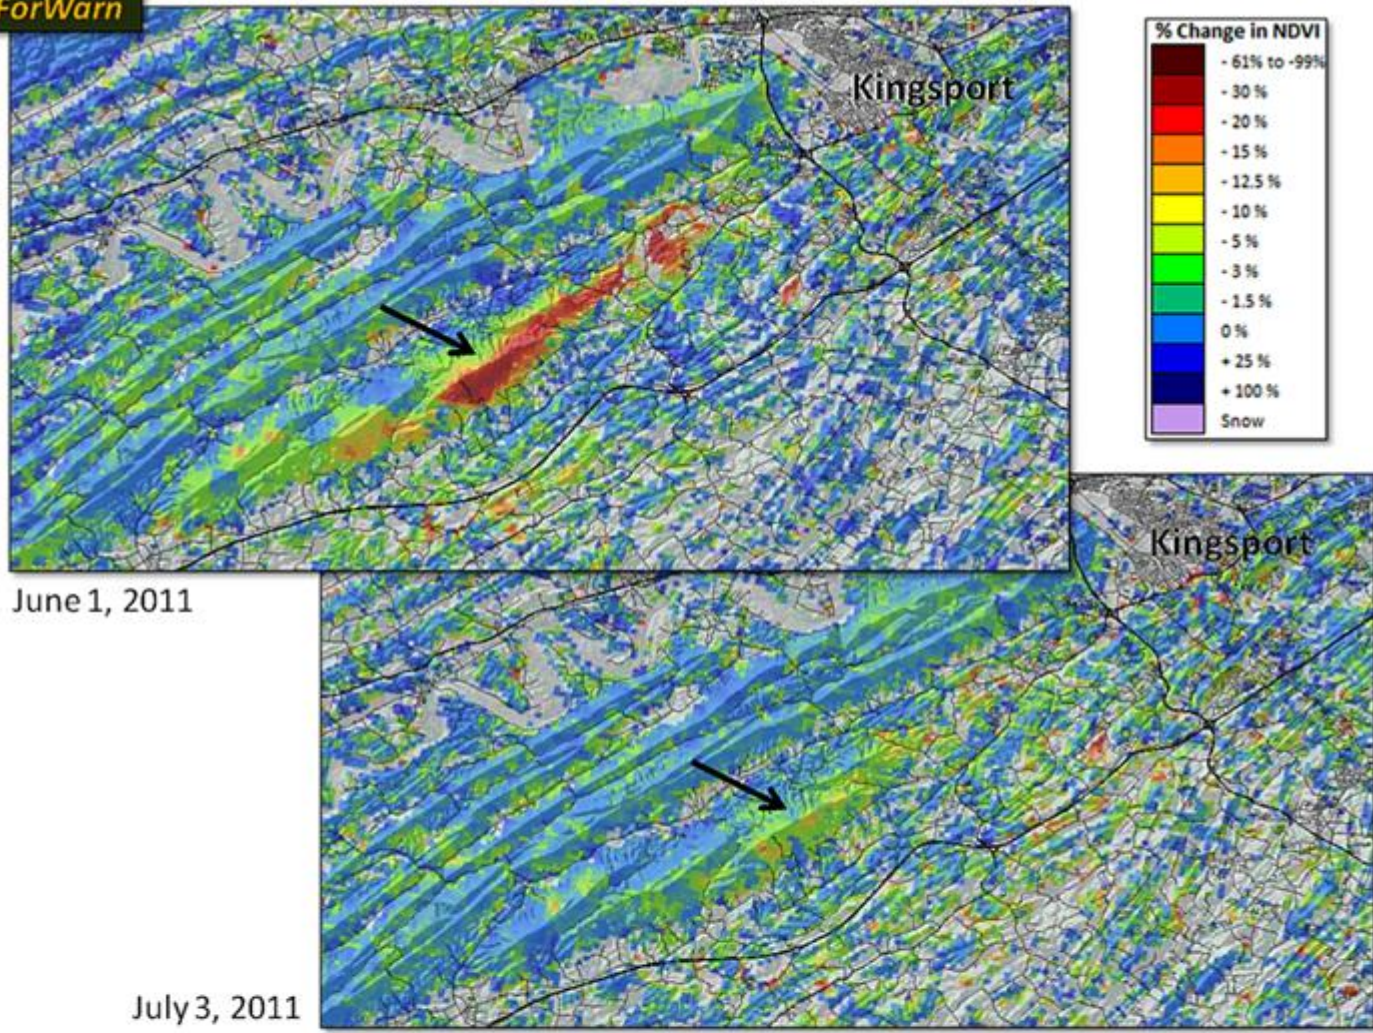 ForWarn
Kingsport
% Change in NDVI
- 61% to -99%
- 30 %
- 20 %
- 15 %
- 12.5 %
- 10 %
- 5 %
- 3 %
- 1.5 %
0 %
+ 25 %
+ 100 %
Snow
June 1, 2011
Kingsport
July 3, 2011